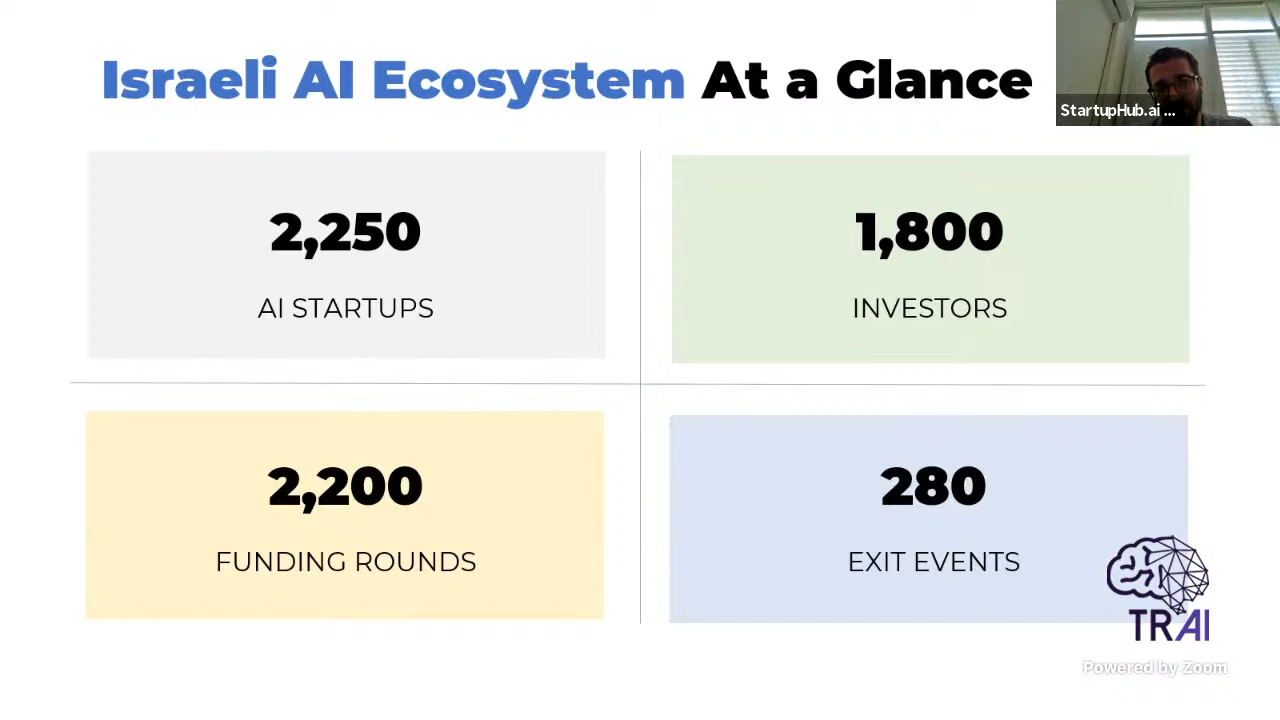 Israeli AI Ecosystem At a Glance
StartupHub.ai ...
2,250
AI STARTUPS
1,800
INVESTORS
2,200
FUNDING ROUNDS
280
EXIT EVENTS
TRAI
Powered by Zoom